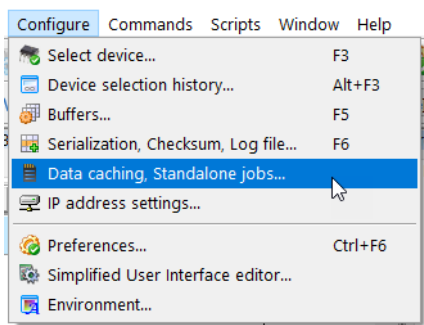 Configure Commands Scripts Window Help
Select device... F3
Device selection history... Alt+F3
Buffers... F5
Serialization, Checksum, Log file... F6
Data caching, Standalone jobs...
IP address settings...
Preferences... Ctrl+F6
Simplified User Interface editor...
Environment...